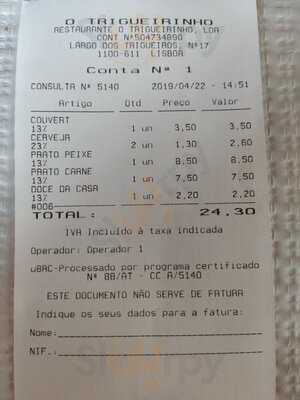 O TRIGUEIRINHO
RESTAURANTE O TRIGUEIRINHO, LDA
CONT Nº504734890
LARGO DOS TRIGUEIROS, Nº17
1100-611 LISBOA
Conta Nº 1
CONSULTA Nº 5140 2019/04/22 - 14:51
Artigo Qtd Preço Valor
COUVERT
13% 1 un 3,50 3,50
CERVEJA
23% 2 un 1,30 2,60
PRATO PEIXE
13% 1 un 8,50 8,50
PRATO CARNE
13% 1 un 7,50 7,50
DOCE DA CASA
13% 1 un 2,20 2,20
#006
TOTAL: 24,30
IVA Incluído à taxa indicada
Operador: Operador 1
uBAC-Processado por programa certificado
Nº 88/AT - CC A/5140
ESTE DOCUMENTO NÃO SERVE DE FATURA
Indique os seus dados para a fatura:
Nome:
NIF.: